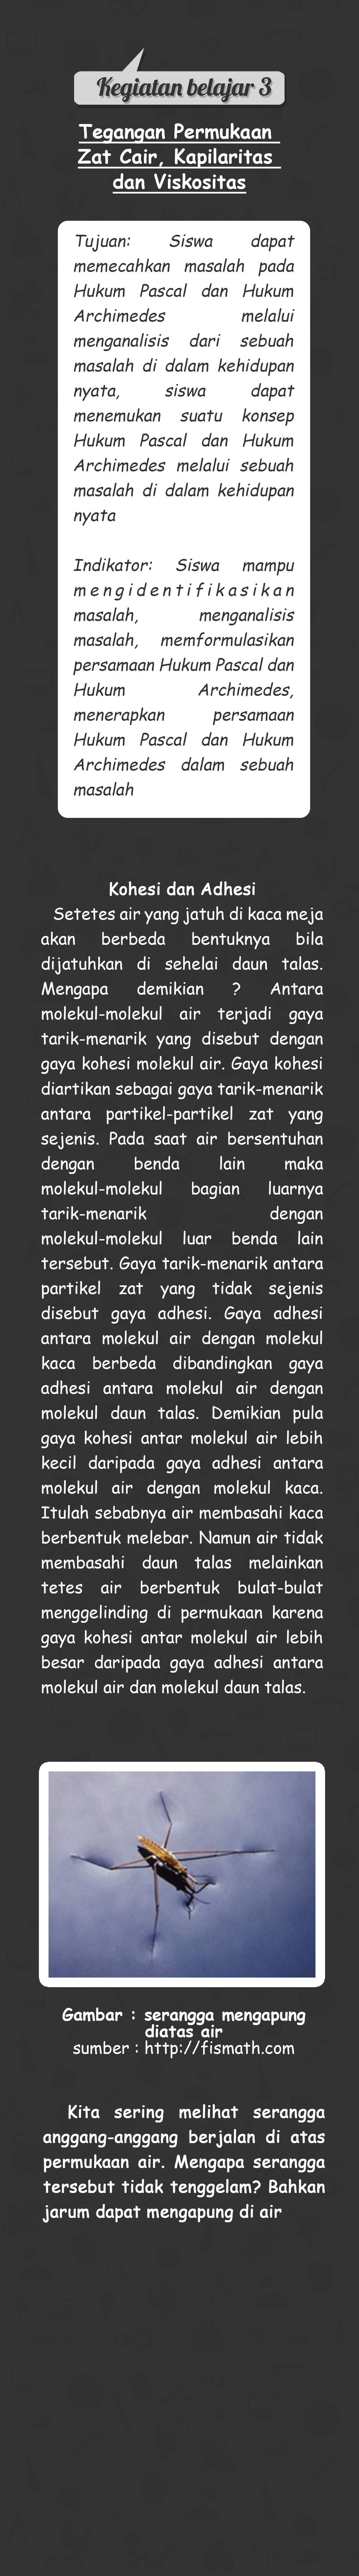 Kegiatan belajar 3
Tegangan Permukaan
Zat Cair, Kapilaritas
dan Viskositas
Tujuan: Siswa dapat
memecahkan masalah pada
Hukum Pascal dan Hukum
Archimedes melalui
menganalisis dari sebuah
masalah di dalam kehidupan
nyata, siswa dapat
menemukan suatu konsep
Hukum Pascal dan Hukum
Archimedes melalui sebuah
masalah di dalam kehidupan
nyata
Indikator: Siswa mampu
mengidentifikasikan
masalah, menganalisis
masalah, memformulasikan
persamaan Hukum Pascal dan
Hukum Archimedes,
menerapkan persamaan
Hukum Pascal dan Hukum
Archimedes dalam sebuah
masalah
Kohesi dan Adhesi
Setetes air yang jatuh di kaca meja
akan berbeda bentuknya bila
dijatuhkan di sehelai daun talas.
Mengapa demikian ? Antara
molekul-molekul air terjadi gaya
tarik-menarik yang disebut dengan
gaya kohesi molekul air. Gaya kohesi
diartikan sebagai gaya tarik-menarik
antara partikel-partikel zat yang
sejenis. Pada saat air bersentuhan
dengan benda lain maka
molekul-molekul bagian luarnya
tarik-menarik dengan
molekul-molekul luar benda lain
tersebut. Gaya tarik-menarik antara
partikel zat yang tidak sejenis
disebut gaya adhesi. Gaya adhesi
antara molekul air dengan molekul
kaca berbeda dibandingkan gaya
adhesi antara molekul air dengan
molekul daun talas. Demikian pula
gaya kohesi antar molekul air lebih
kecil daripada gaya adhesi antara
molekul air dengan molekul kaca.
Itulah sebabnya air membasahi kaca
berbentuk melebar. Namun air tidak
membasahi daun talas melainkan
tetes air berbentuk bulat-bulat
menggelinding di permukaan karena
gaya kohesi antar molekul air lebih
besar daripada gaya adhesi antara
molekul air dan molekul daun talas.
Gambar : serangga mengapung
diatas air
sumber : http://fismath.com
Kita sering melihat serangga
anggang-anggang berjalan di atas
permukaan air. Mengapa serangga
tersebut tidak tenggelam? Bahkan
jarum dapat mengapung di air